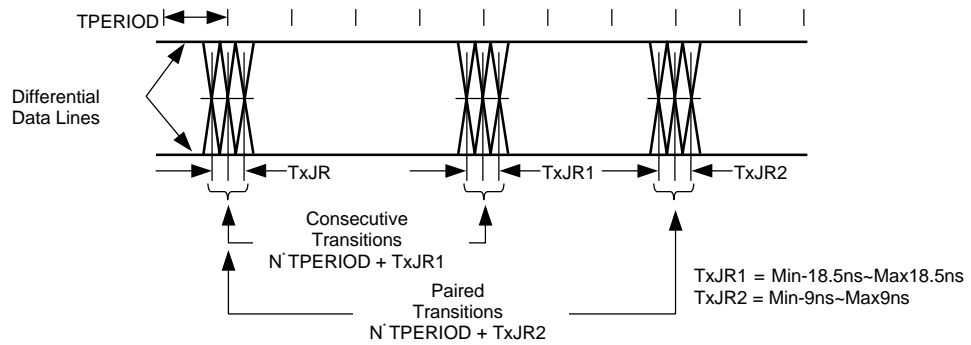 TPERIOD
Differential
Data Lines
TxJR
TxJR1
TxJR2
Consecutive
Transitions
N*TPERIOD + TxJR1
Paired
Transitions
N*TPERIOD + TxJR2
TxJR1 = Min-18.5ns~Max18.5ns
TxJR2 = Min-9ns~Max9ns